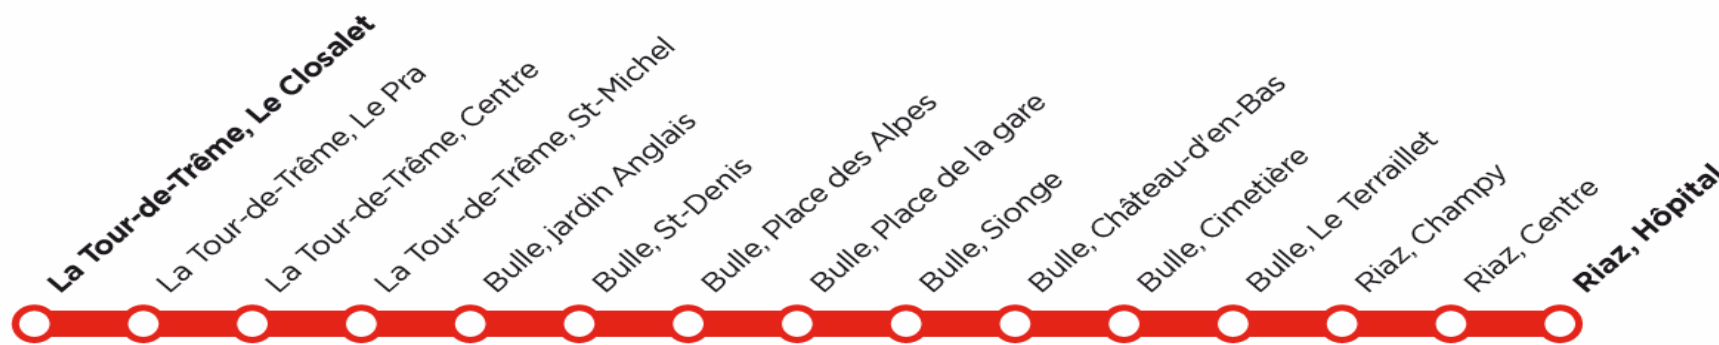 La Tour-de-Trême, Le Closalet
La Tour-de-Trême, Le Pra
La Tour-de-Trême, Centre
La Tour-de-Trême, St-Michel
Bulle, jardin Anglais
Bulle, St-Denis
Bulle, Place des Alpes
Bulle, Place de la gare
Bulle, Sionge
Bulle, Château-d'en-Bas
Bulle, Cimetière
Bulle, Le Terraillet
Riaz, Champy
Riaz, Centre
Riaz, Hôpital